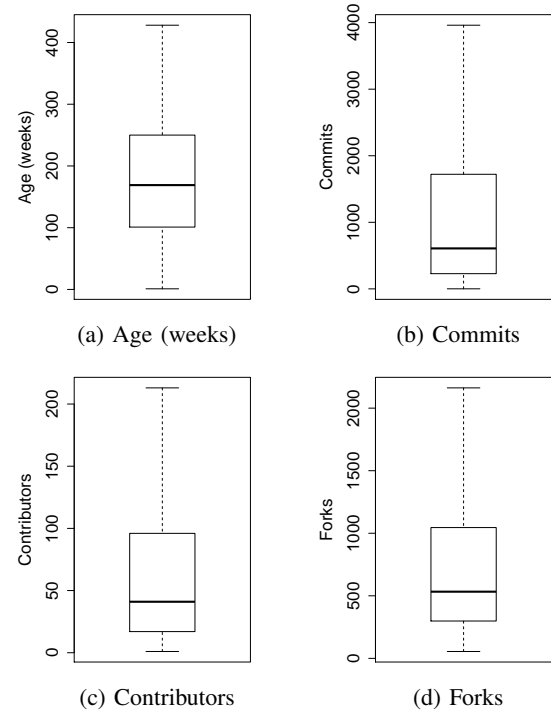 Age (weeks)
0
100
200
300
400
(a) Age (weeks)
Commits
0
1000
2000
3000
4000
(b) Commits
Contributors
0
50
100
150
200
(c) Contributors
Forks
0
500
1000
1500
2000
(d) Forks